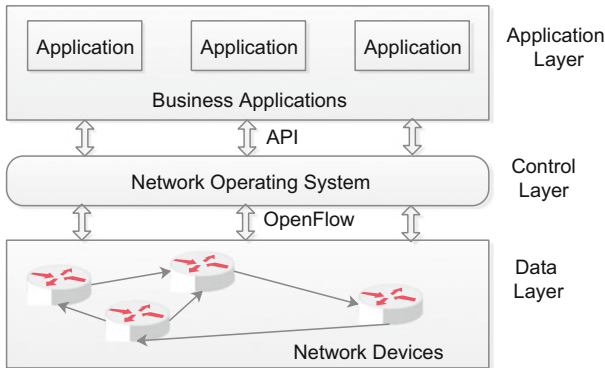 Application
Application
Application
Application
Layer
Business Applications
API
Network Operating System
Control
Layer
OpenFlow
Data
Layer
Network Devices